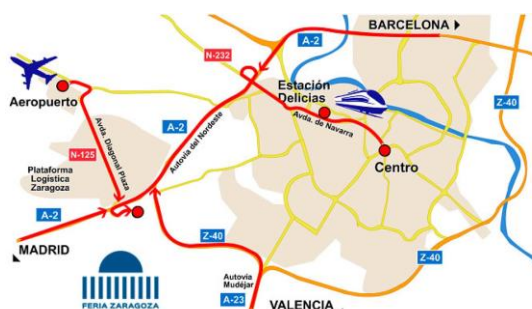 BARCELONA
A-2
N-232
Estación
Delicias
Z-40
Aeropuerto
A-2
Avda. de Navarra
Autovía del Nordeste
Avda. Diagonal Plaza
N-125
Centro
Plataforma
Logística
Zaragoza
A-2
MADRID
Z-40
Z-40
Autovía
Mudéjar
FERIA ZARAGOZA
A-23
VALENCIA